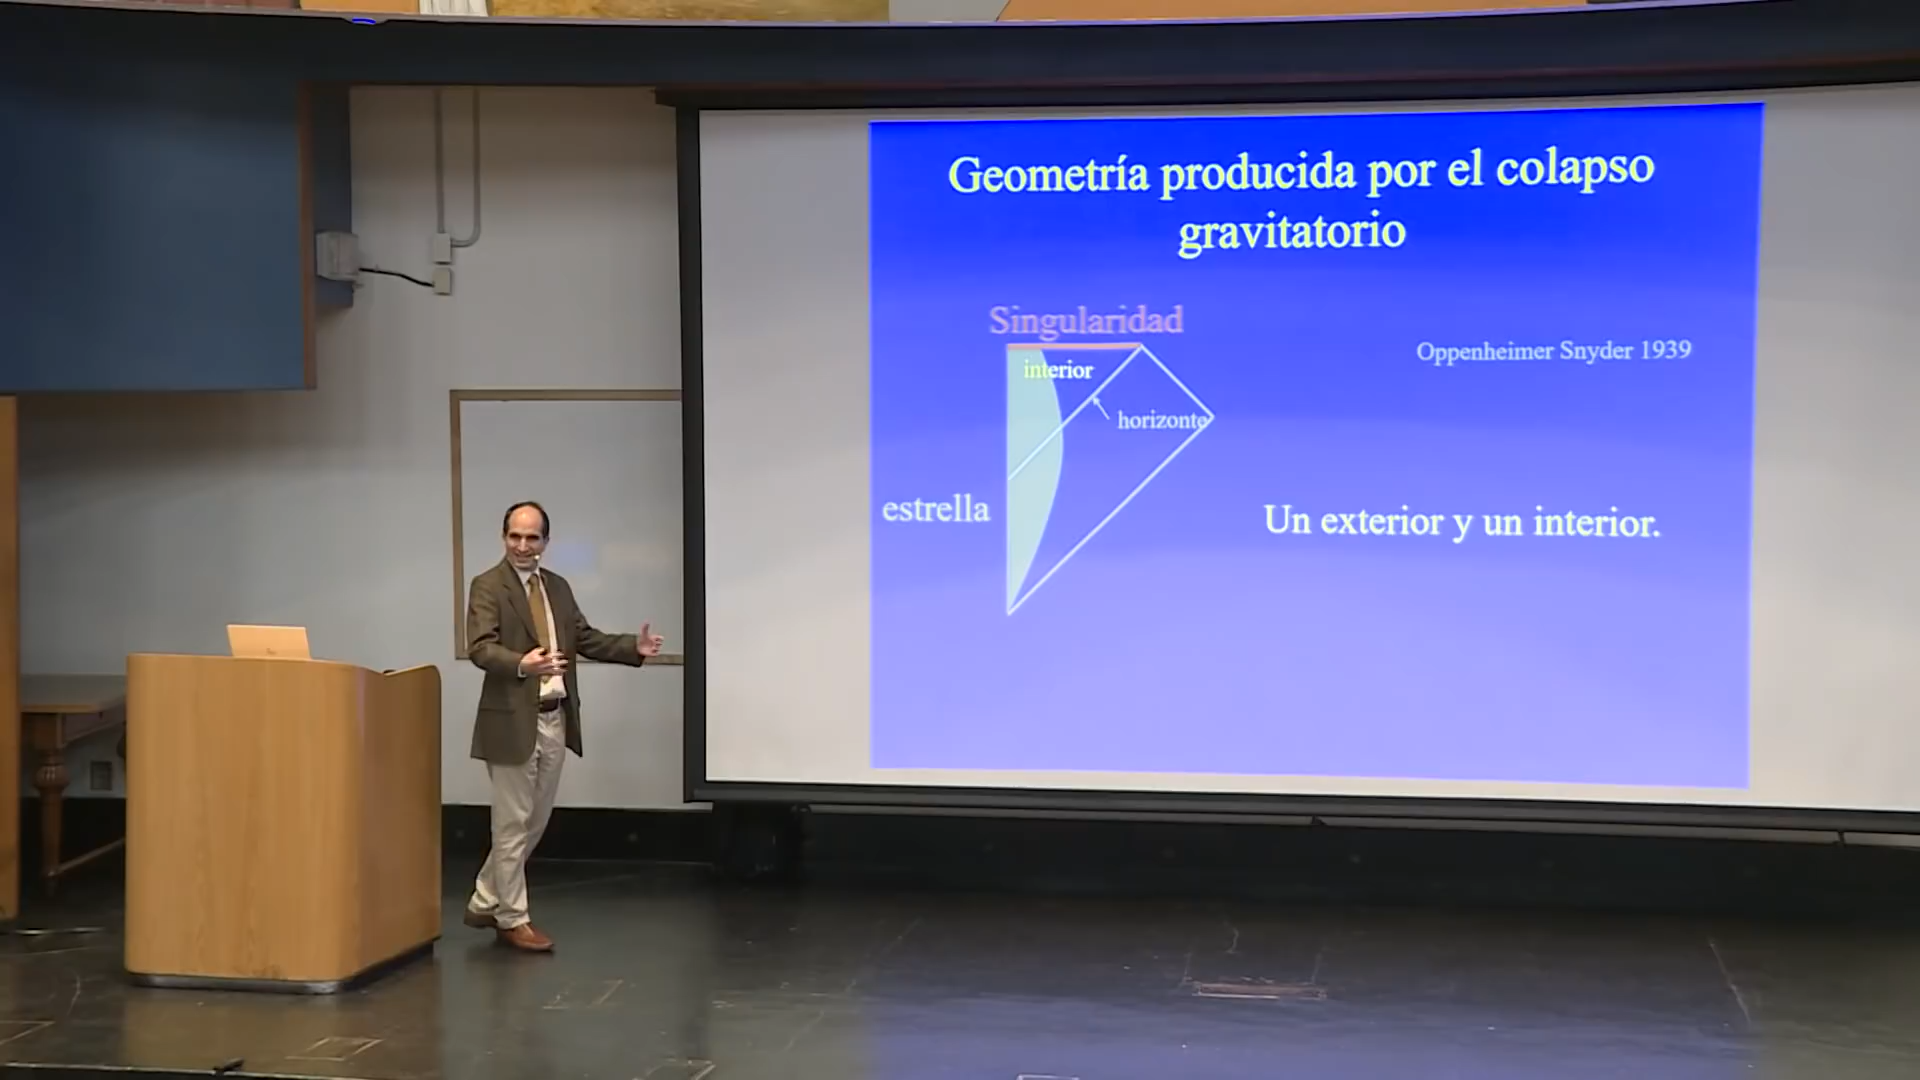 Geometría producida por el colapso
gravitatorio
Singularidad
interior
Oppenheimer Snyder 1939
horizonte
estrella
Un exterior y un interior.